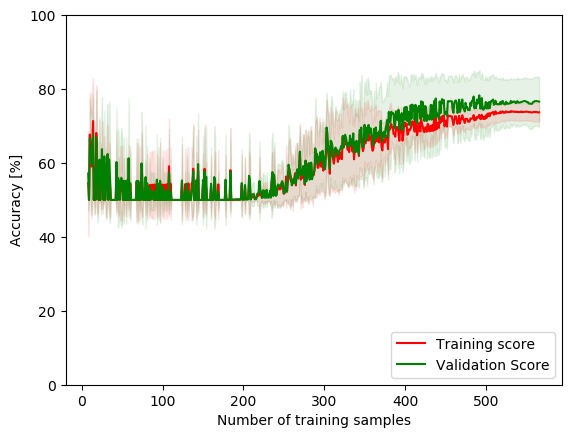 100
80
60
40
20
0
Accuracy [%]
0 100 200 300 400 500
Number of training samples
Training score
Validation Score